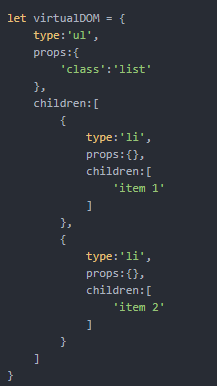 let virtualDOM = {
    type:'ul',
    props:{
        'class':'list'
    },
    children:[
        {
            type:'li',
            props:{},
            children:[
                'item 1'
            ]
        },
        {
            type:'li',
            props:{},
            children:[
                'item 2'
            ]
        }
    ]
}